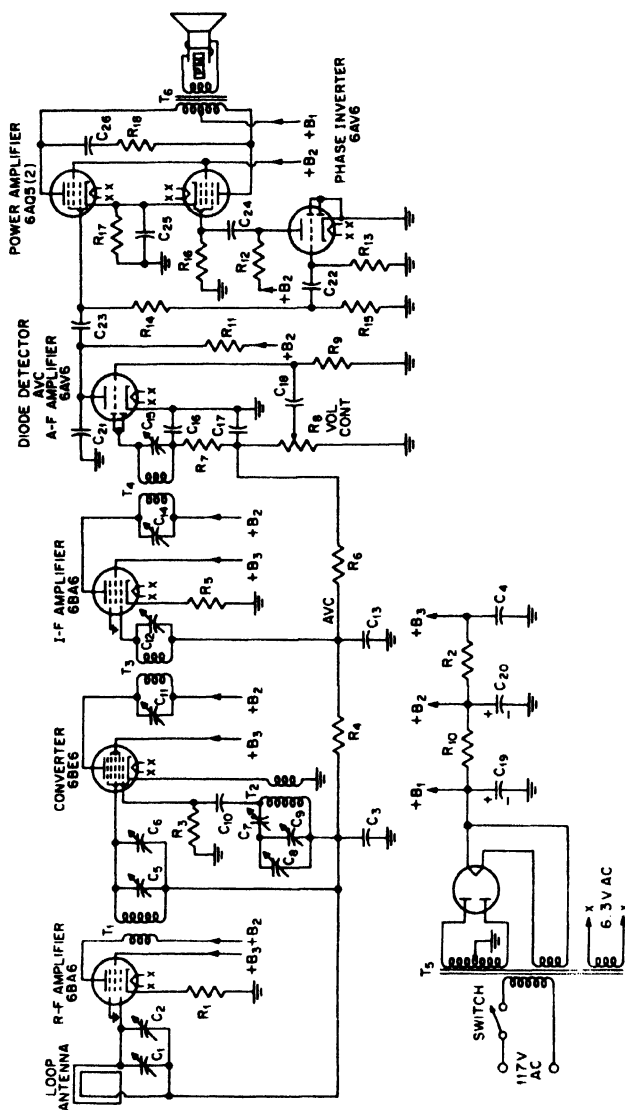 LOOP
ANTENNA
R-F AMPLIFIER
6BA6
CONVERTER
6BE6
I-F AMPLIFIER
6BA6
DIODE DETECTOR
AVC
A-F AMPLIFIER
6AV6
POWER AMPLIFIER
6AQ5 (2)
PHASE INVERTER
6AV6
C1
C2
R1
+B3
+B2
T1
C5
C6
R3
C10
C7
T2
C8
C9
C3
R4
+B3
+B2
C11
T3
C12
R5
+B3
+B2
C14
T4
AVC
C13
R6
C15
C16
R7
C17
C18
R8
VOL
CONT
R9
C21
C23
R11
+B2
R14
R15
C22
R13
R12
+B2
C24
R16
R17
C25
C26
R18
T6
PM
+B2
+B1
X X
X X
X X
X X
X X
X X
X X
117V
AC
SWITCH
T5
6.3V AC
X
X
+B1
+B2
+B3
R10
R2
+
-
C19
+
-
C20
C4